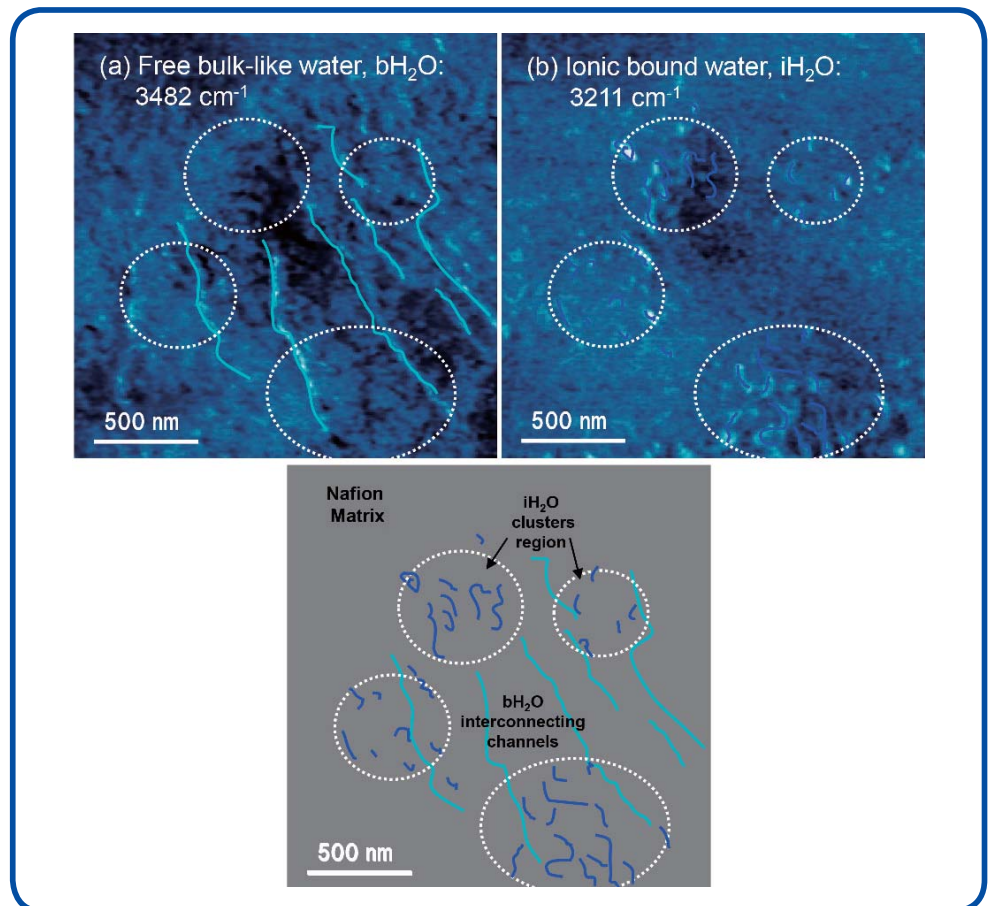 (a) Free bulk-like water, bH₂O:
3482 cm⁻¹
500 nm
(b) Ionic bound water, iH₂O:
3211 cm⁻¹
500 nm
Nafion
Matrix
iH₂O
clusters
region
bH₂O
interconnecting
channels
500 nm